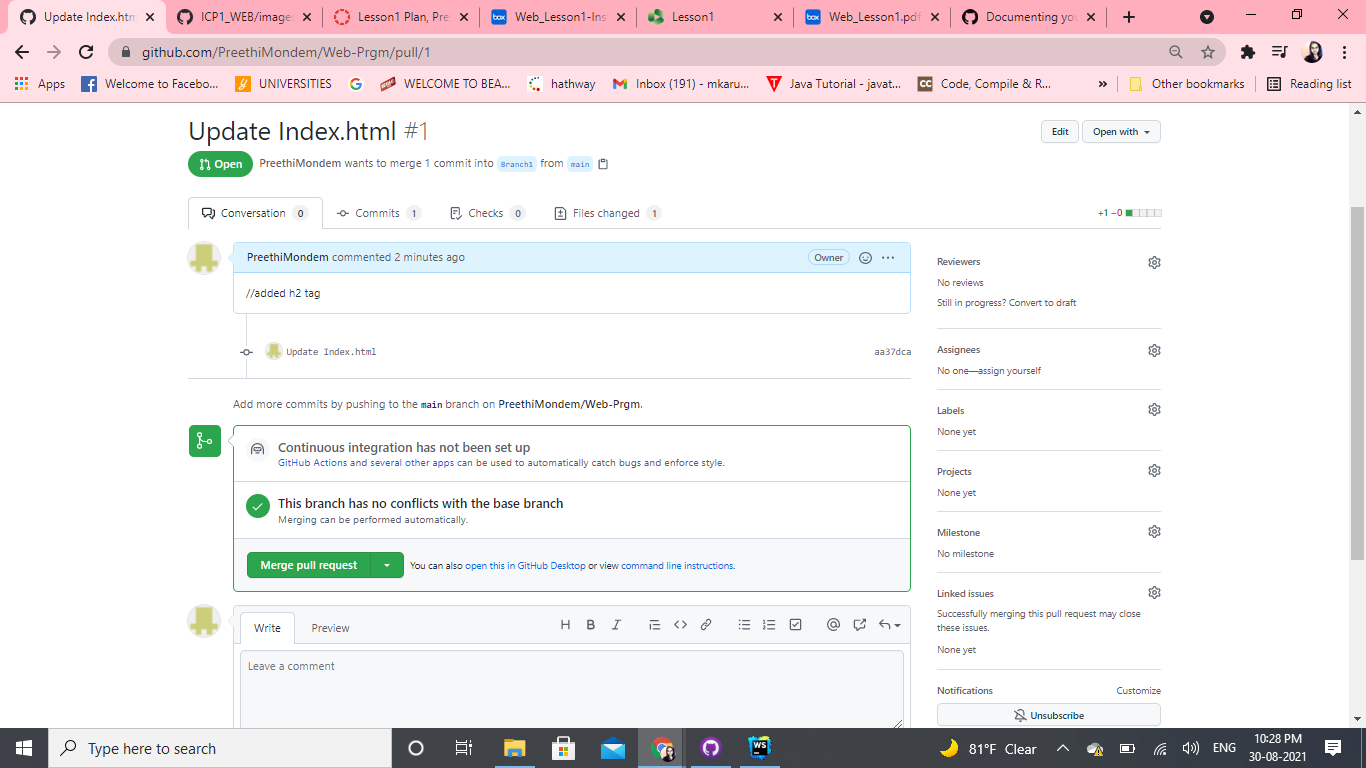 Update Index.htm
ICP1_WEB/image
Lesson1 Plan, Pre
Web_Lesson1-Ins
Lesson1
Web_Lesson1.pdf
Documenting you
github.com/PreethiMondem/Web-Prgm/pull/1
Apps
Welcome to Facebo...
UNIVERSITIES
WELCOME TO BEA...
hathway
Inbox (191) - mkaru...
Java Tutorial - javat...
CC Code, Compile & R...
»
Other bookmarks
Reading list
Update Index.html #1
Edit
Open with
Open
PreethiMondem wants to merge 1 commit into Branch1 from main
Conversation 0
Commits 1
Checks 0
Files changed 1
+1 −0
PreethiMondem commented 2 minutes ago
Owner
//added h2 tag
Update Index.html
aa37dca
Add more commits by pushing to the main branch on PreethiMondem/Web-Prgm.
Continuous integration has not been set up
GitHub Actions and several other apps can be used to automatically catch bugs and enforce style.
This branch has no conflicts with the base branch
Merging can be performed automatically.
Merge pull request
You can also open this in GitHub Desktop or view command line instructions.
Write
Preview
H B I
Leave a comment
Reviewers
No reviews
Still in progress? Convert to draft
Assignees
No one—assign yourself
Labels
None yet
Projects
None yet
Milestone
No milestone
Linked issues
Successfully merging this pull request may close
these issues.
None yet
Notifications
Customize
Unsubscribe
Type here to search
WS
81°F Clear
ENG
10:28 PM
30-08-2021